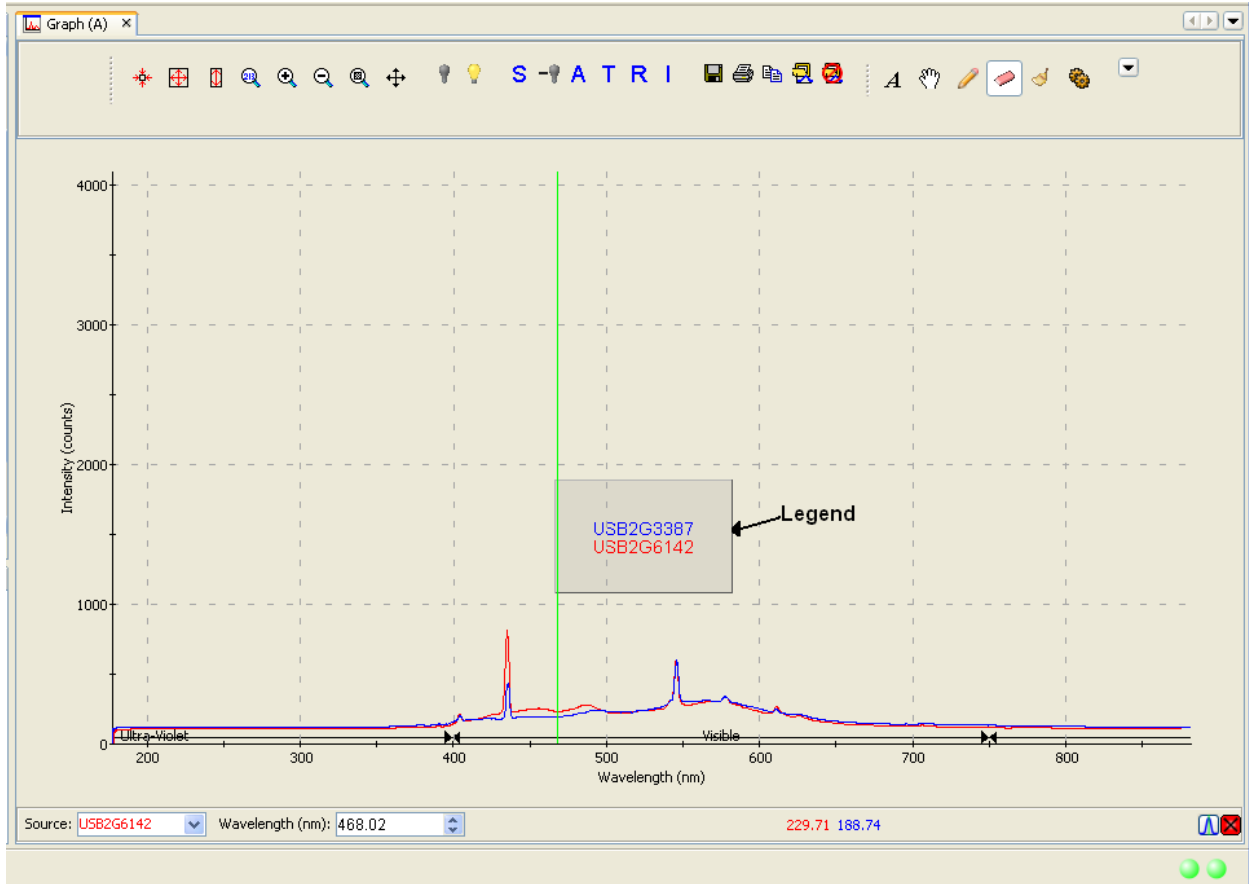 Graph (A)
S A T R I A
4000
3000
Intensity (counts)
2000
Legend
USB2G3387
USB2G6142
1000
0
Ultra-Violet
Visible
200 300 400 500 600 700 800
Wavelength (nm)
Source: USB2G6142 Wavelength (nm): 468.02 229.71 188.74